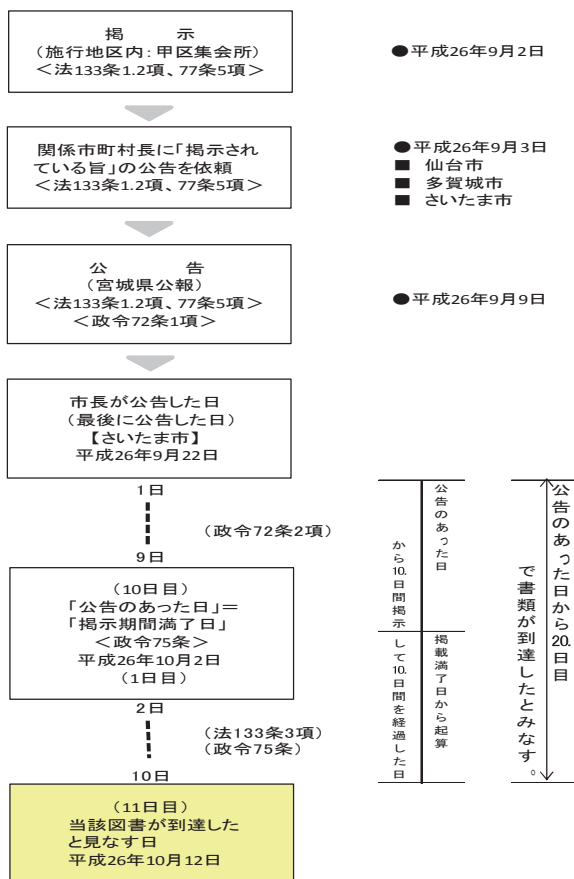 掲　　示
（施行地区内：甲区集会所）
＜法133条1.2項、77条5項＞
●平成26年9月2日
関係市町村長に「掲示され
ている旨」の公告を依頼
＜法133条1.2項、77条5項＞
●平成26年9月3日
■ 仙台市
■ 多賀城市
■ さいたま市
公　　　告
（宮城県公報）
＜法133条1.2項、77条5項＞
＜政令72条1項＞
●平成26年9月9日
市長が公告した日
（最後に公告した日）
【さいたま市】
平成26年9月22日
1日
（政令72条2項）
9日
（10日目）
「公告のあった日」＝
「掲示期間満了日」
＜政令75条＞
平成26年10月2日
（1日目）
2日
（法133条3項）
（政令75条）
10日
（11日目）
当該図書が到達した
と見なす日
平成26年10月12日
公告のあった日
から10.日間掲示
掲載満了日から起算
して10.日間を経過した日
公告のあった日から20.日目
で書類が到達したとみなす。